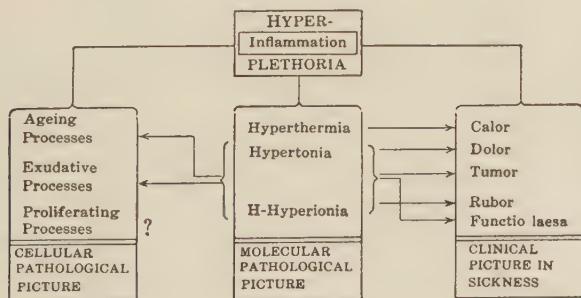 HYPER-
Inflammation
PLETHORIA
Ageing
Processes
Exudative
Processes
Proliferating
Processes
?
CELLULAR
PATHOLOGICAL
PICTURE
Hyperthermia
Hypertonia
H-Hyperionia
MOLECULAR
PATHOLOGICAL
PICTURE
Calor
Dolor
Tumor
Rubor
Functio laesa
CLINICAL
PICTURE IN
SICKNESS